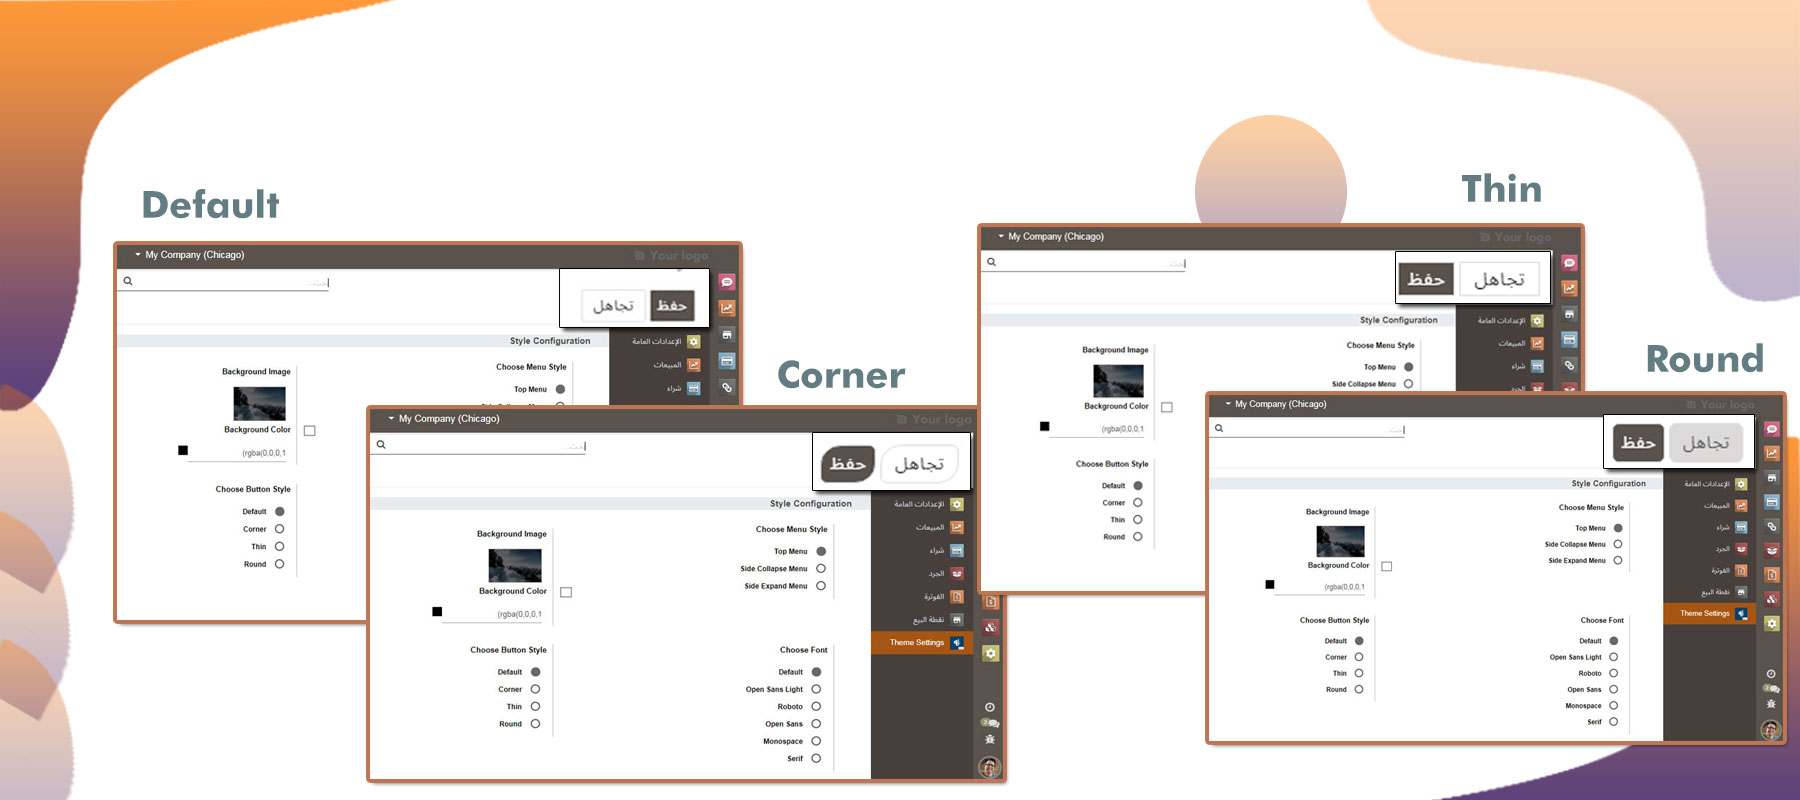 Default
My Company (Chicago)
Your logo
تجاهل
حفظ
Style Configuration
الإعدادات العامة
Background Image
Choose Menu Style
المبيعات
Top Menu
شراء
Background Color
(rgba(0,0,0,1
Choose Button Style
Default
Corner
Thin
Round
Corner
My Company (Chicago)
Your logo
حفظ
تجاهل
Style Configuration
الإعدادات العامة
Background Image
Choose Menu Style
المبيعات
Top Menu
شراء
Side Collapse Menu
الجرد
Side Expand Menu
Background Color
الفوترة
(rgba(0,0,0,1
نقطة البيع
Theme Settings
Choose Button Style
Choose Font
Default
Default
Corner
Open Sans Light
Thin
Roboto
Round
Open Sans
Monospace
Serif
Thin
My Company (Chicago)
Your logo
حفظ
تجاهل
Style Configuration
الإعدادات العامة
Background Image
Choose Menu Style
المبيعات
Top Menu
شراء
Side Collapse Menu
الجرد
Background Color
(rgba(0,0,0,1
Choose Button Style
Default
Corner
Thin
Round
Round
My Company (Chicago)
Your logo
حفظ
تجاهل
Style Configuration
الإعدادات العامة
Background Image
Choose Menu Style
المبيعات
Top Menu
شراء
Side Collapse Menu
الجرد
Side Expand Menu
Background Color
الفوترة
(rgba(0,0,0,1
نقطة البيع
Theme Settings
Choose Button Style
Choose Font
Default
Default
Corner
Open Sans Light
Thin
Roboto
Round
Open Sans
Monospace
Serif